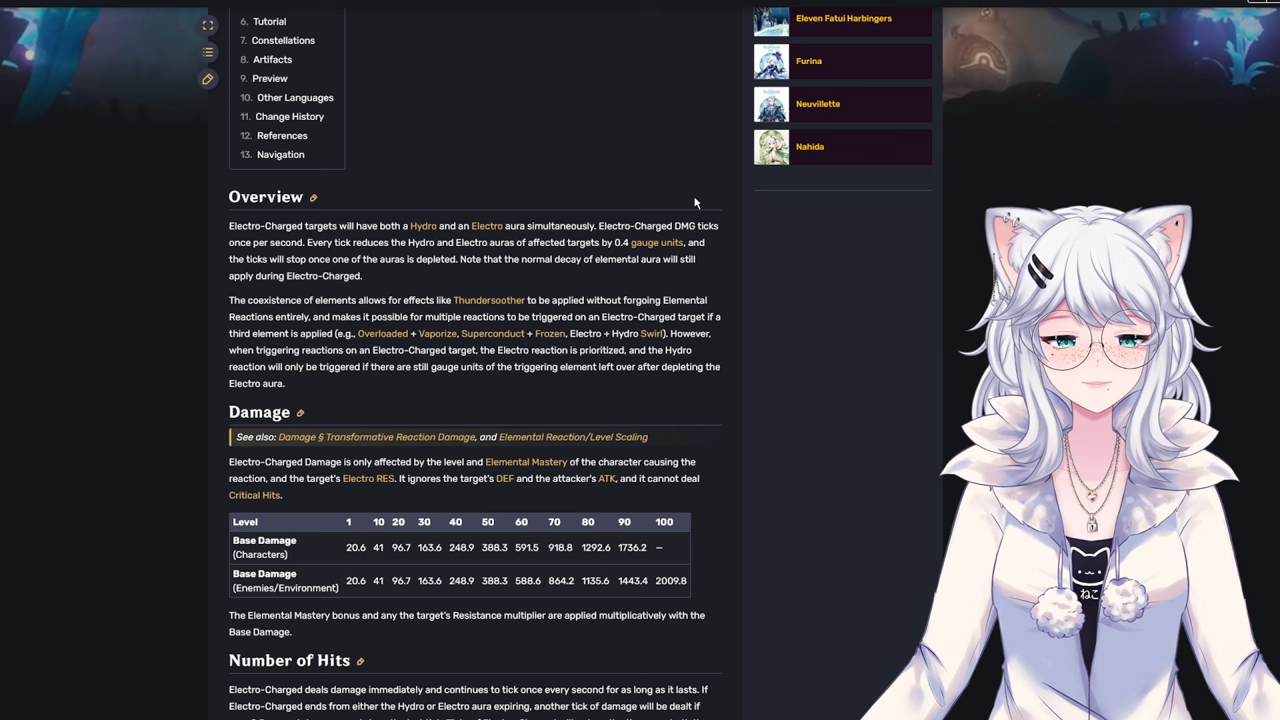 6. Tutorial
7. Constellations
8. Artifacts
9. Preview
10. Other Languages
11. Change History
12. References
13. Navigation
Eleven Fatui Harbingers
Furina
Neuvillette
Nahida
Overview
Electro-Charged targets will have both a Hydro and an Electro aura simultaneously. Electro-Charged DMG ticks
once per second. Every tick reduces the Hydro and Electro auras of affected targets by 0.4 gauge units, and
the ticks will stop once one of the auras is depleted. Note that the normal decay of elemental aura will still
apply during Electro-Charged.
The coexistence of elements allows for effects like Thundersoother to be applied without forgoing Elemental
Reactions entirely, and makes it possible for multiple reactions to be triggered on an Electro-Charged target if a
third element is applied (e.g., Overloaded + Vaporize, Superconduct + Frozen, Electro + Hydro Swirl). However,
when triggering reactions on an Electro-Charged target, the Electro reaction is prioritized, and the Hydro
reaction will only be triggered if there are still gauge units of the triggering element left over after depleting the
Electro aura.
Damage
See also: Damage § Transformative Reaction Damage, and Elemental Reaction/Level Scaling
Electro-Charged Damage is only affected by the level and Elemental Mastery of the character causing the
reaction, and the target's Electro RES. It ignores the target's DEF and the attacker's ATK, and it cannot deal
Critical Hits.
Level 1 10 20 30 40 50 60 70 80 90 100
Base Damage
(Characters) 20.6 41 96.7 163.6 248.9 388.3 591.5 918.8 1292.6 1736.2 —
Base Damage
(Enemies/Environment) 20.6 41 96.7 163.6 248.9 388.3 588.6 864.2 1135.6 1443.4 2009.8
The Elemental Mastery bonus and any the target's Resistance multiplier are applied multiplicatively with the
Base Damage.
Number of Hits
Electro-Charged deals damage immediately and continues to tick once every second for as long as it lasts. If
Electro-Charged ends from either the Hydro or Electro aura expiring, another tick of damage will be dealt if
ねこ